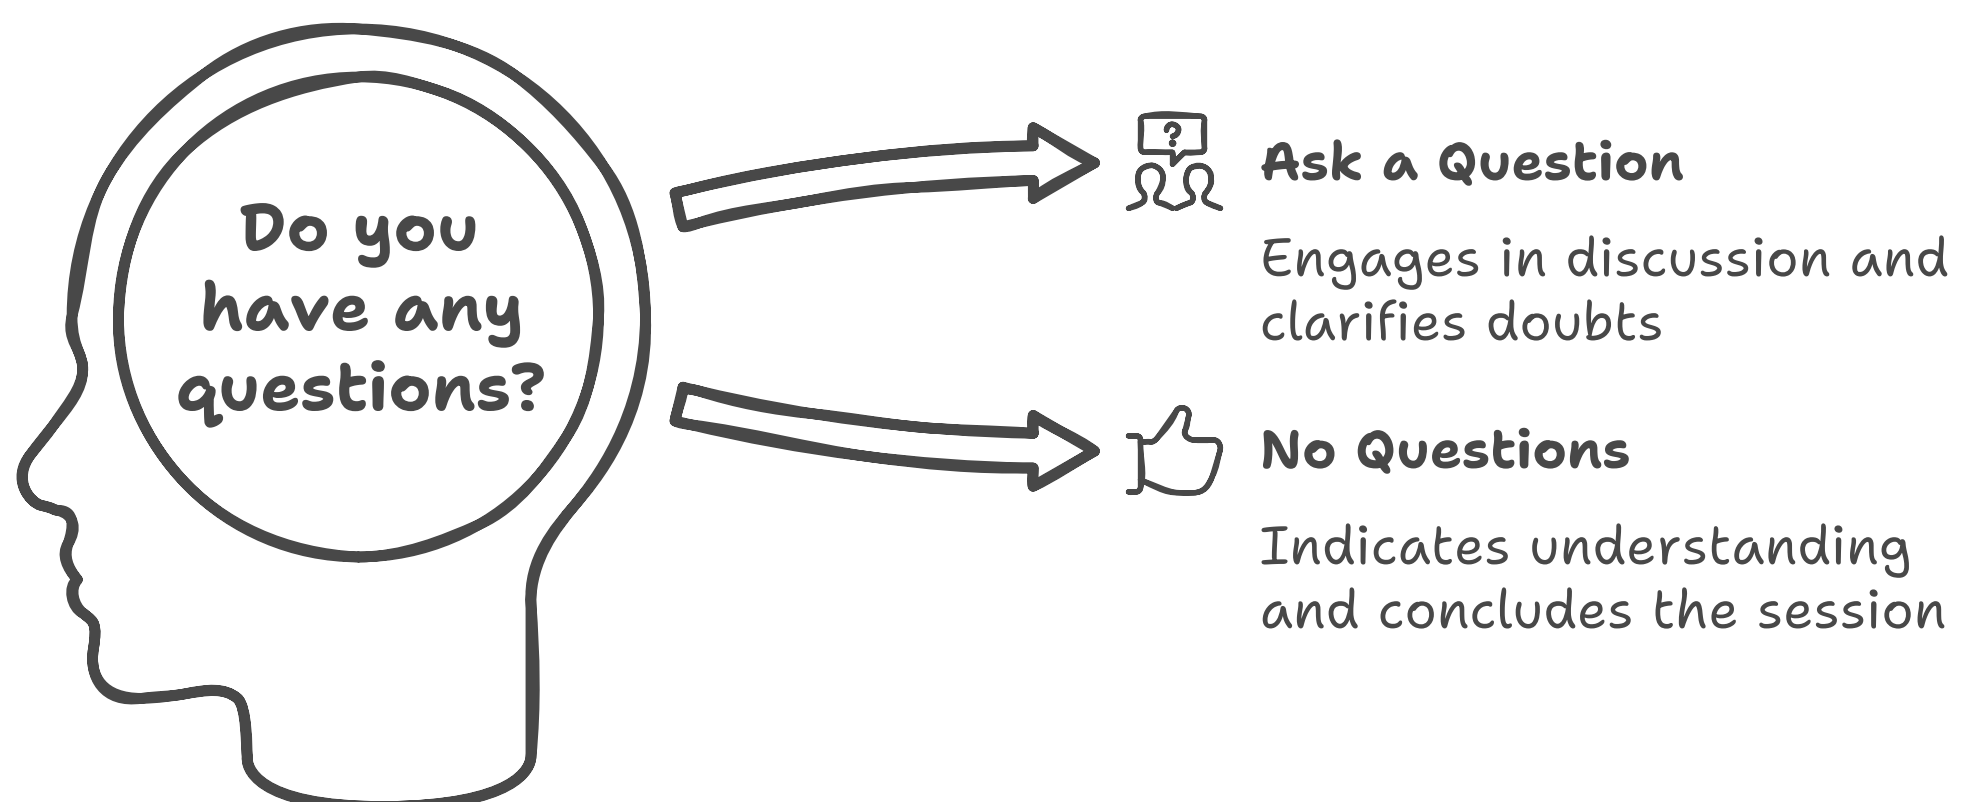 Do you
have any
questions?
?
Ask a Question
Engages in discussion and
clarifies doubts
No Questions
Indicates understanding
and concludes the session